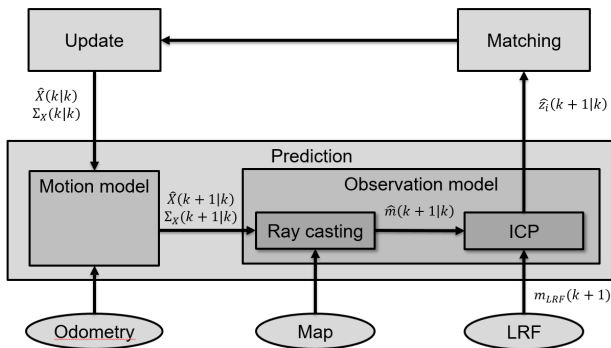 Update
Matching
X̂(k|k)
Σ_X(k|k)
ẑ_i(k+1|k)
Prediction
Motion model
Observation model
X̂(k+1|k)
Σ_X(k+1|k)
Ray casting
m̂(k+1|k)
ICP
m_LRF(k+1)
Odometry
Map
LRF